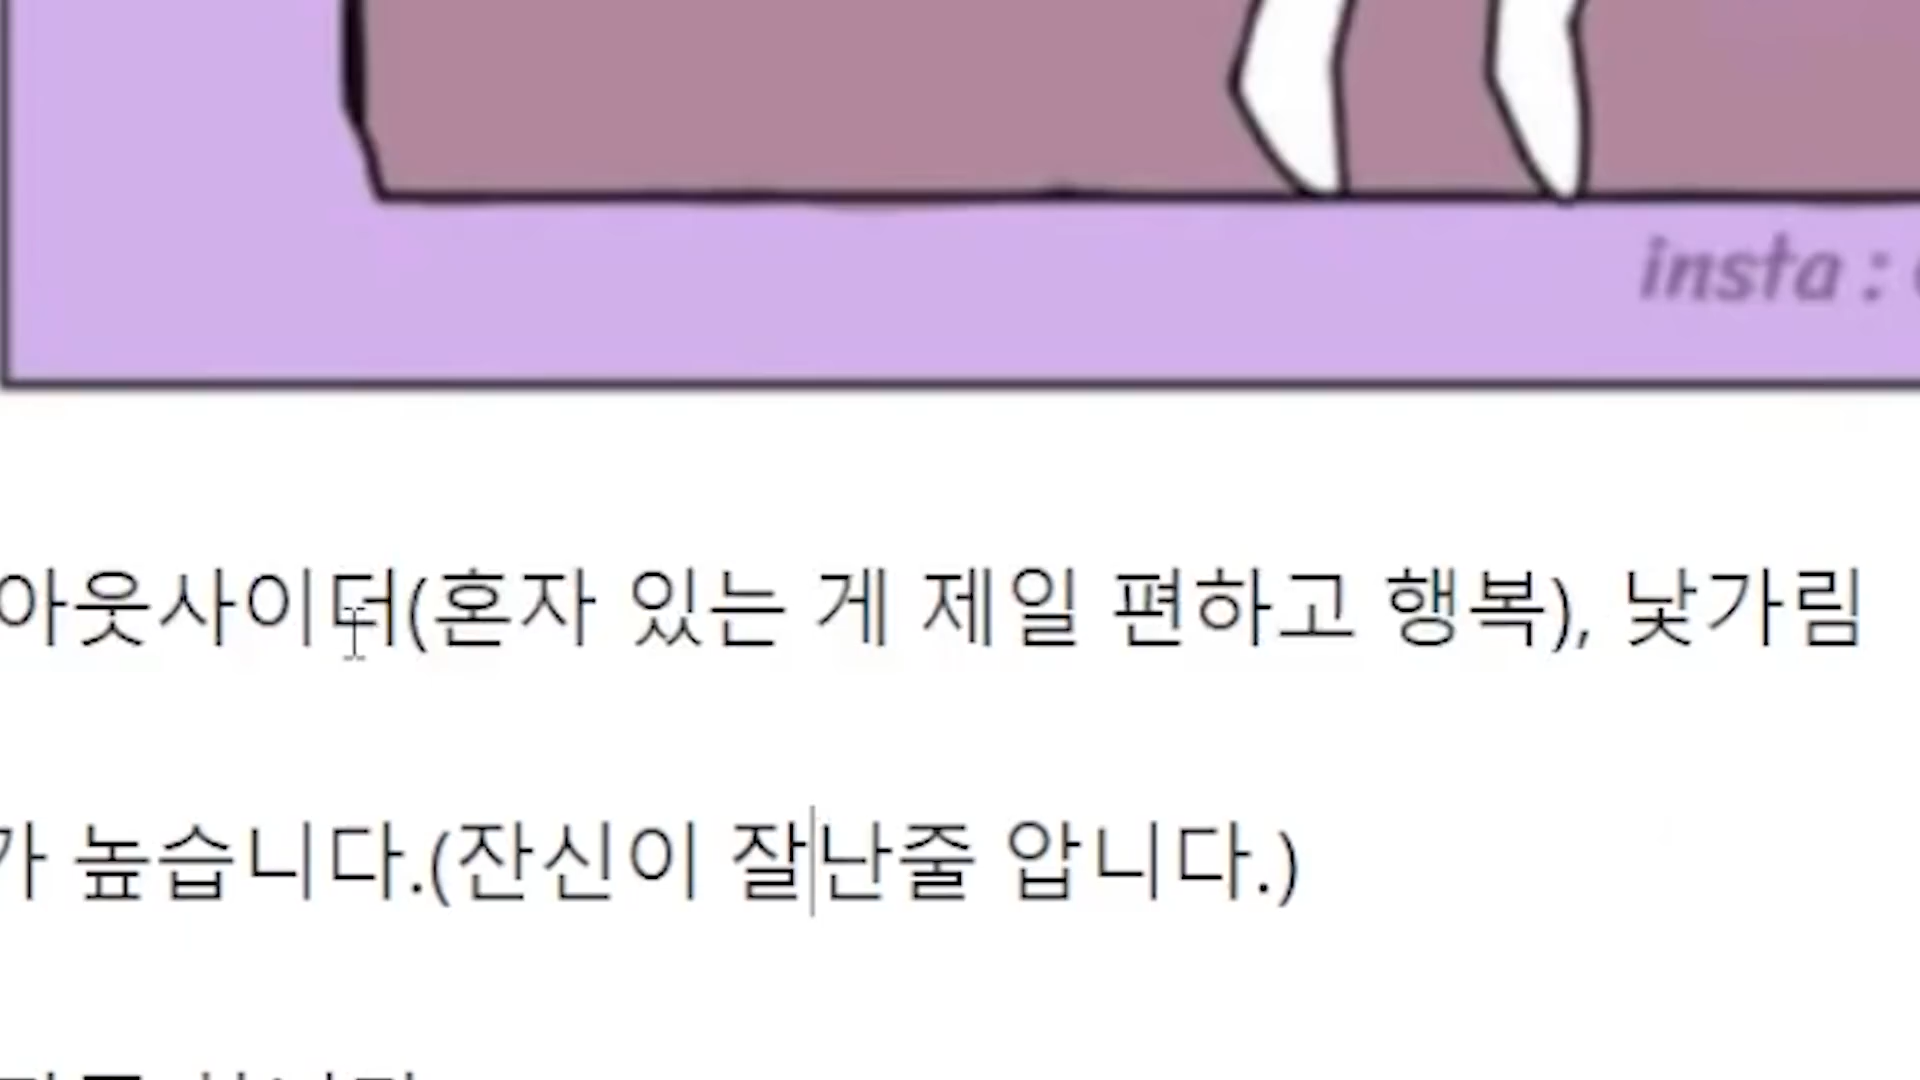 insta :
아웃사이더(혼자 있는 게 제일 편하고 행복), 낯가림
가 높습니다.(잔신이 잘난줄 압니다.)